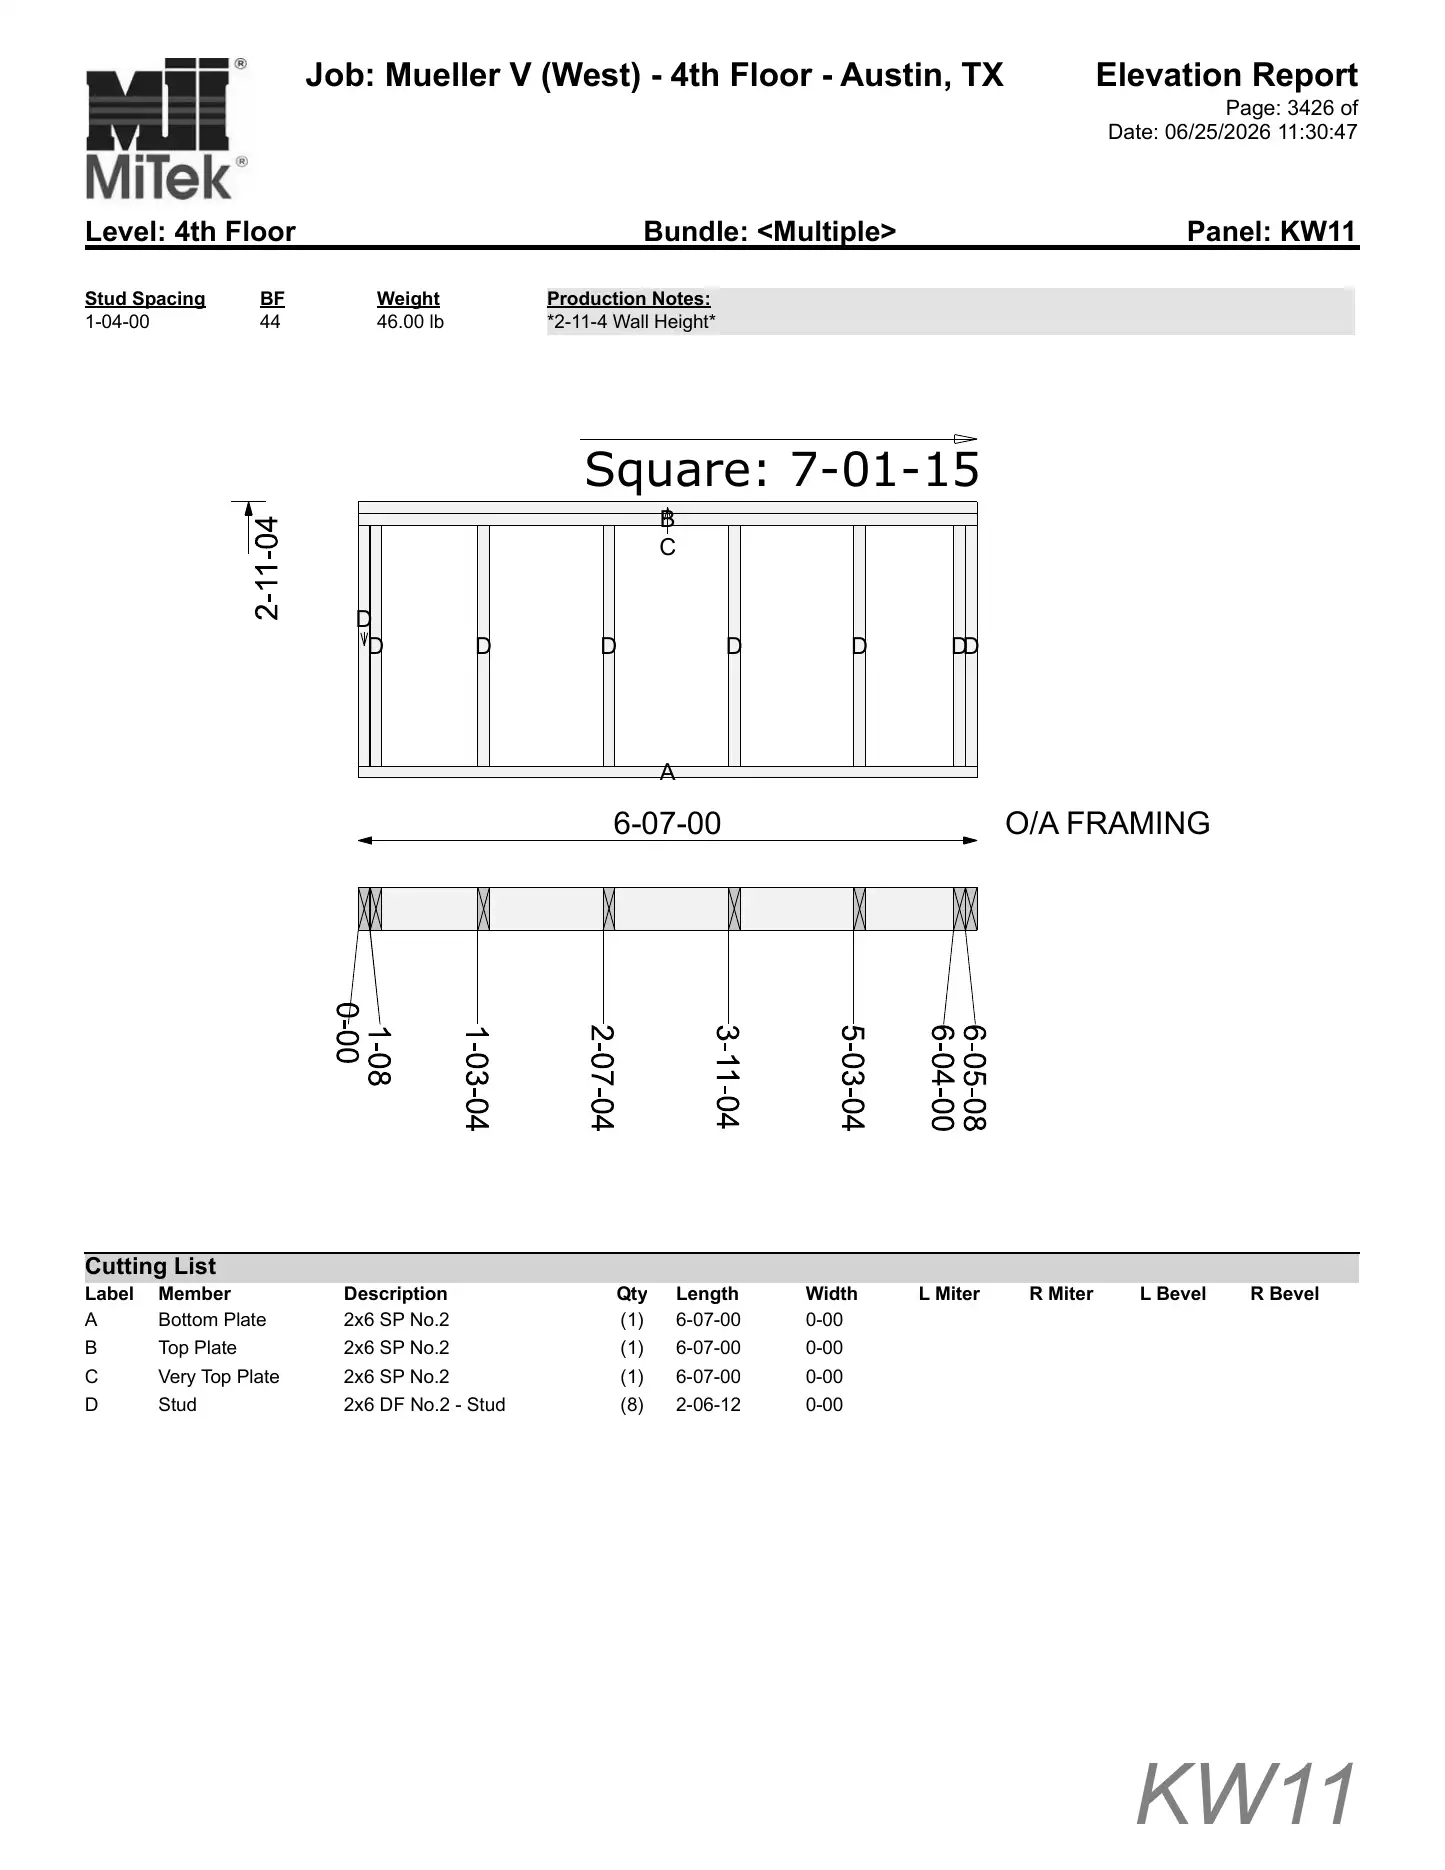 Job: Mueller V (West) - 4th Floor - Austin, TX
Elevation Report
Page: 3426 of
Date: 06/25/2026 11:30:47
MiTek®
Level: 4th Floor
Bundle: <Multiple>
Panel: KW11
Stud Spacing BF Weight Production Notes:
1-04-00 44 46.00 lb *2-11-4 Wall Height*
Square: 7-01-15
2-11-04
B
C
D
D D D D D D D
A
6-07-00
O/A FRAMING
0-00 1-08 1-03-04 2-07-04 3-11-04 5-03-04 6-04-00 6-05-08
Cutting List
Label Member Description Qty Length Width L Miter R Miter L Bevel R Bevel
A Bottom Plate 2x6 SP No.2 (1) 6-07-00 0-00
B Top Plate 2x6 SP No.2 (1) 6-07-00 0-00
C Very Top Plate 2x6 SP No.2 (1) 6-07-00 0-00
D Stud 2x6 DF No.2 - Stud (8) 2-06-12 0-00
KW11